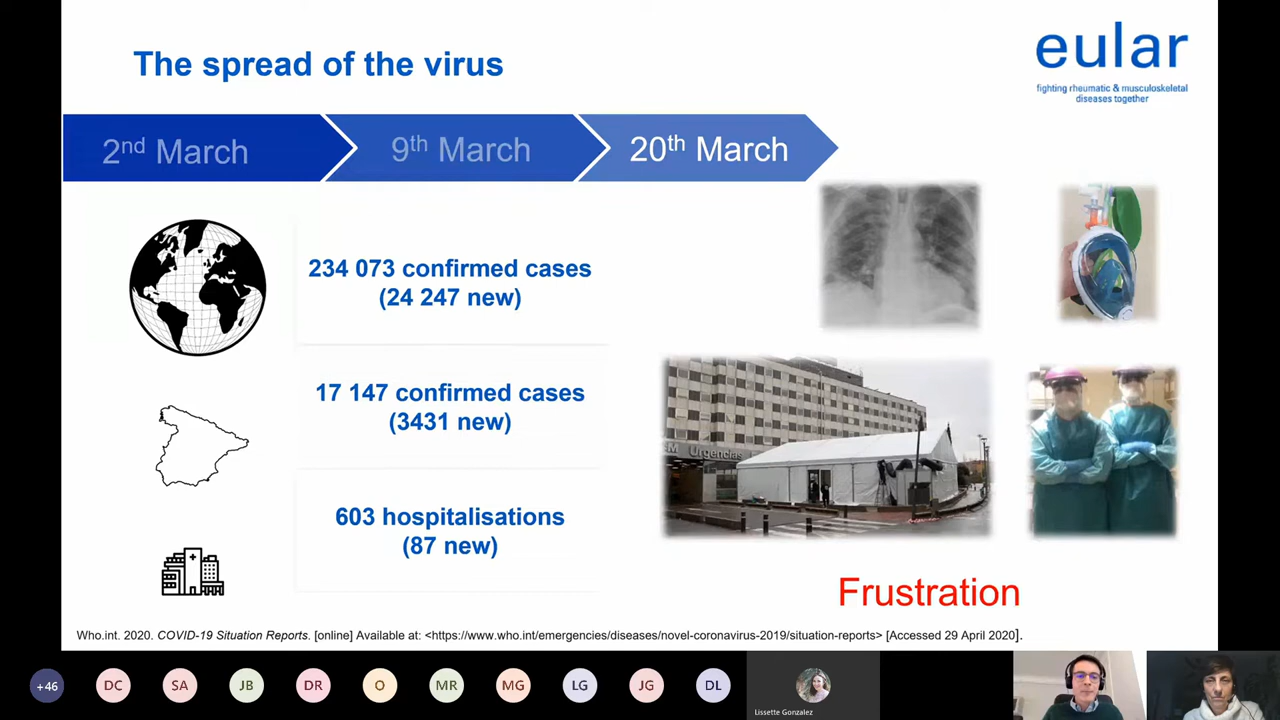 The spread of the virus
eular
fighting rheumatic & musculoskeletal
diseases together
2nd March
9th March
20th March
234 073 confirmed cases
(24 247 new)
17 147 confirmed cases
(3431 new)
603 hospitalisations
(87 new)
Urgencias
Frustration
Who.int. 2020. COVID-19 Situation Reports. [online] Available at: <https://www.who.int/emergencies/diseases/novel-coronavirus-2019/situation-reports> [Accessed 29 April 2020].
+46
DC
SA
JB
DR
O
MR
MG
LG
JG
DL
Lissette Gonzalez